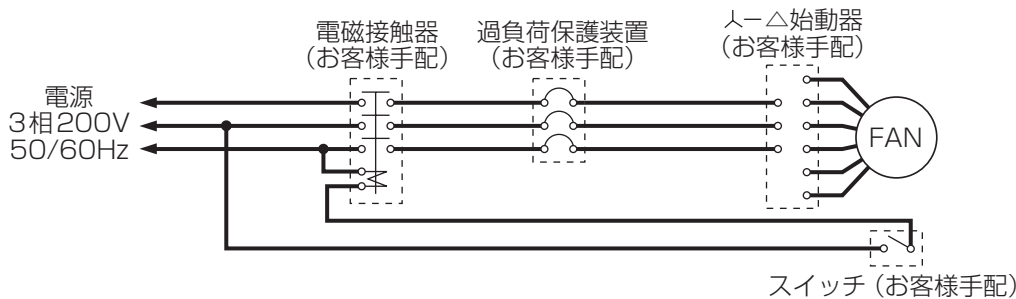 電磁接触器
(お客様手配)
過負荷保護装置
(お客様手配)
人ー△始動器
(お客様手配)
電源
3相200V
50/60Hz
FAN
スイッチ(お客様手配)